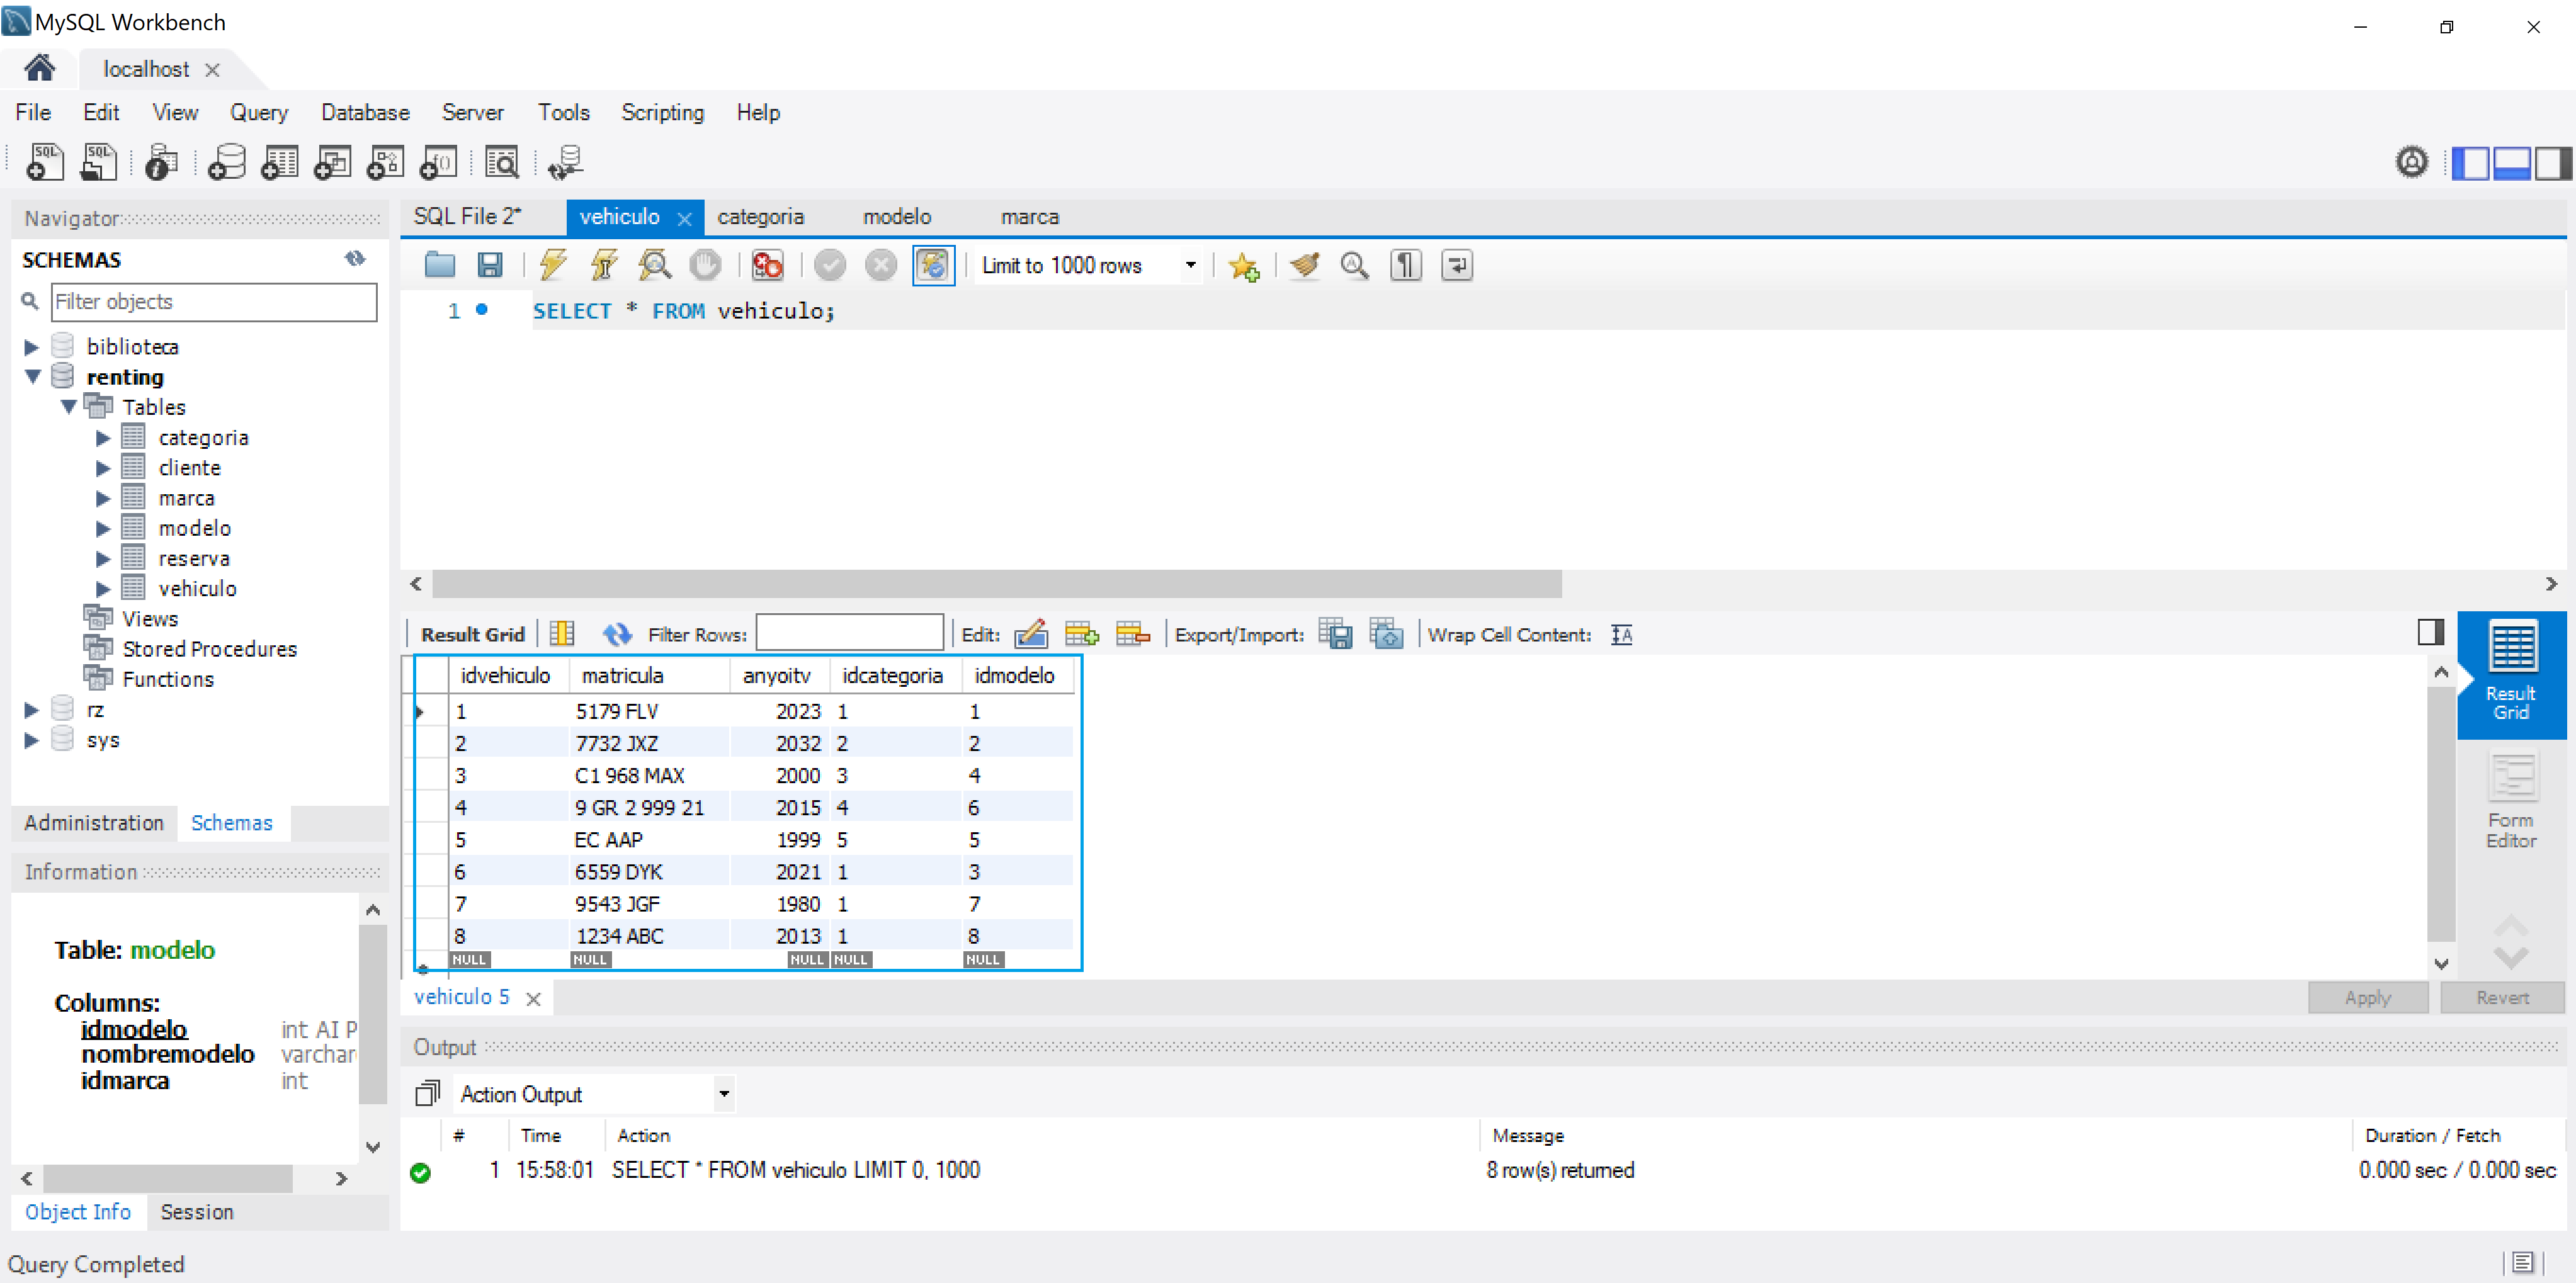 MySQL Workbench
localhost
File Edit View Query Database Server Tools Scripting Help
Navigator
SCHEMAS
Filter objects
biblioteca
renting
Tables
categoria
cliente
marca
modelo
reserva
vehiculo
Views
Stored Procedures
Functions
rz
sys
Administration Schemas
Information
Table: modelo
Columns:
idmodelo int AI P
nombremodelo varchar
idmarca int
Object Info Session
SQL File 2* vehiculo categoria modelo marca
Limit to 1000 rows
1 SELECT * FROM vehiculo;
Result Grid Filter Rows: Edit: Export/Import: Wrap Cell Content:
idvehiculo matricula anyoitv idcategoria idmodelo
1 5179 FLV 2023 1 1
2 7732 JXZ 2032 2 2
3 C1 968 MAX 2000 3 4
4 9 GR 2 999 21 2015 4 6
5 EC AAP 1999 5 5
6 6559 DYK 2021 1 3
7 9543 JGF 1980 1 7
8 1234 ABC 2013 1 8
NULL NULL NULL NULL NULL
Result
Grid
Form
Editor
vehiculo 5
Apply Revert
Output
Action Output
# Time Action Message Duration / Fetch
1 15:58:01 SELECT * FROM vehiculo LIMIT 0, 1000 8 row(s) returned 0.000 sec / 0.000 sec
Query Completed